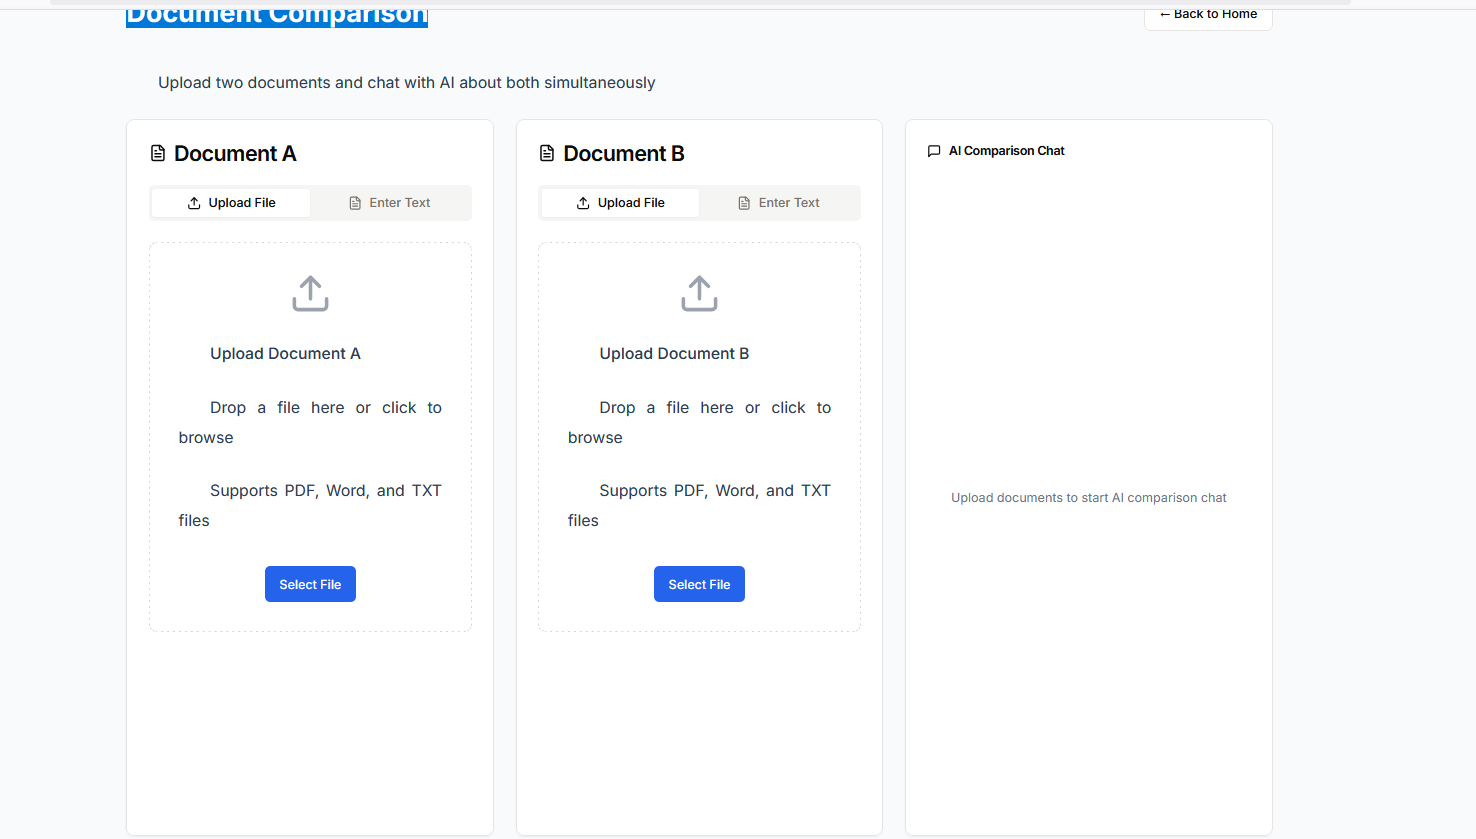 Document Comparison
← Back to Home
Upload two documents and chat with AI about both simultaneously
Document A
Upload File
Enter Text
Upload Document A
Drop a file here or click to
browse
Supports PDF, Word, and TXT
files
Select File
Document B
Upload File
Enter Text
Upload Document B
Drop a file here or click to
browse
Supports PDF, Word, and TXT
files
Select File
AI Comparison Chat
Upload documents to start AI comparison chat